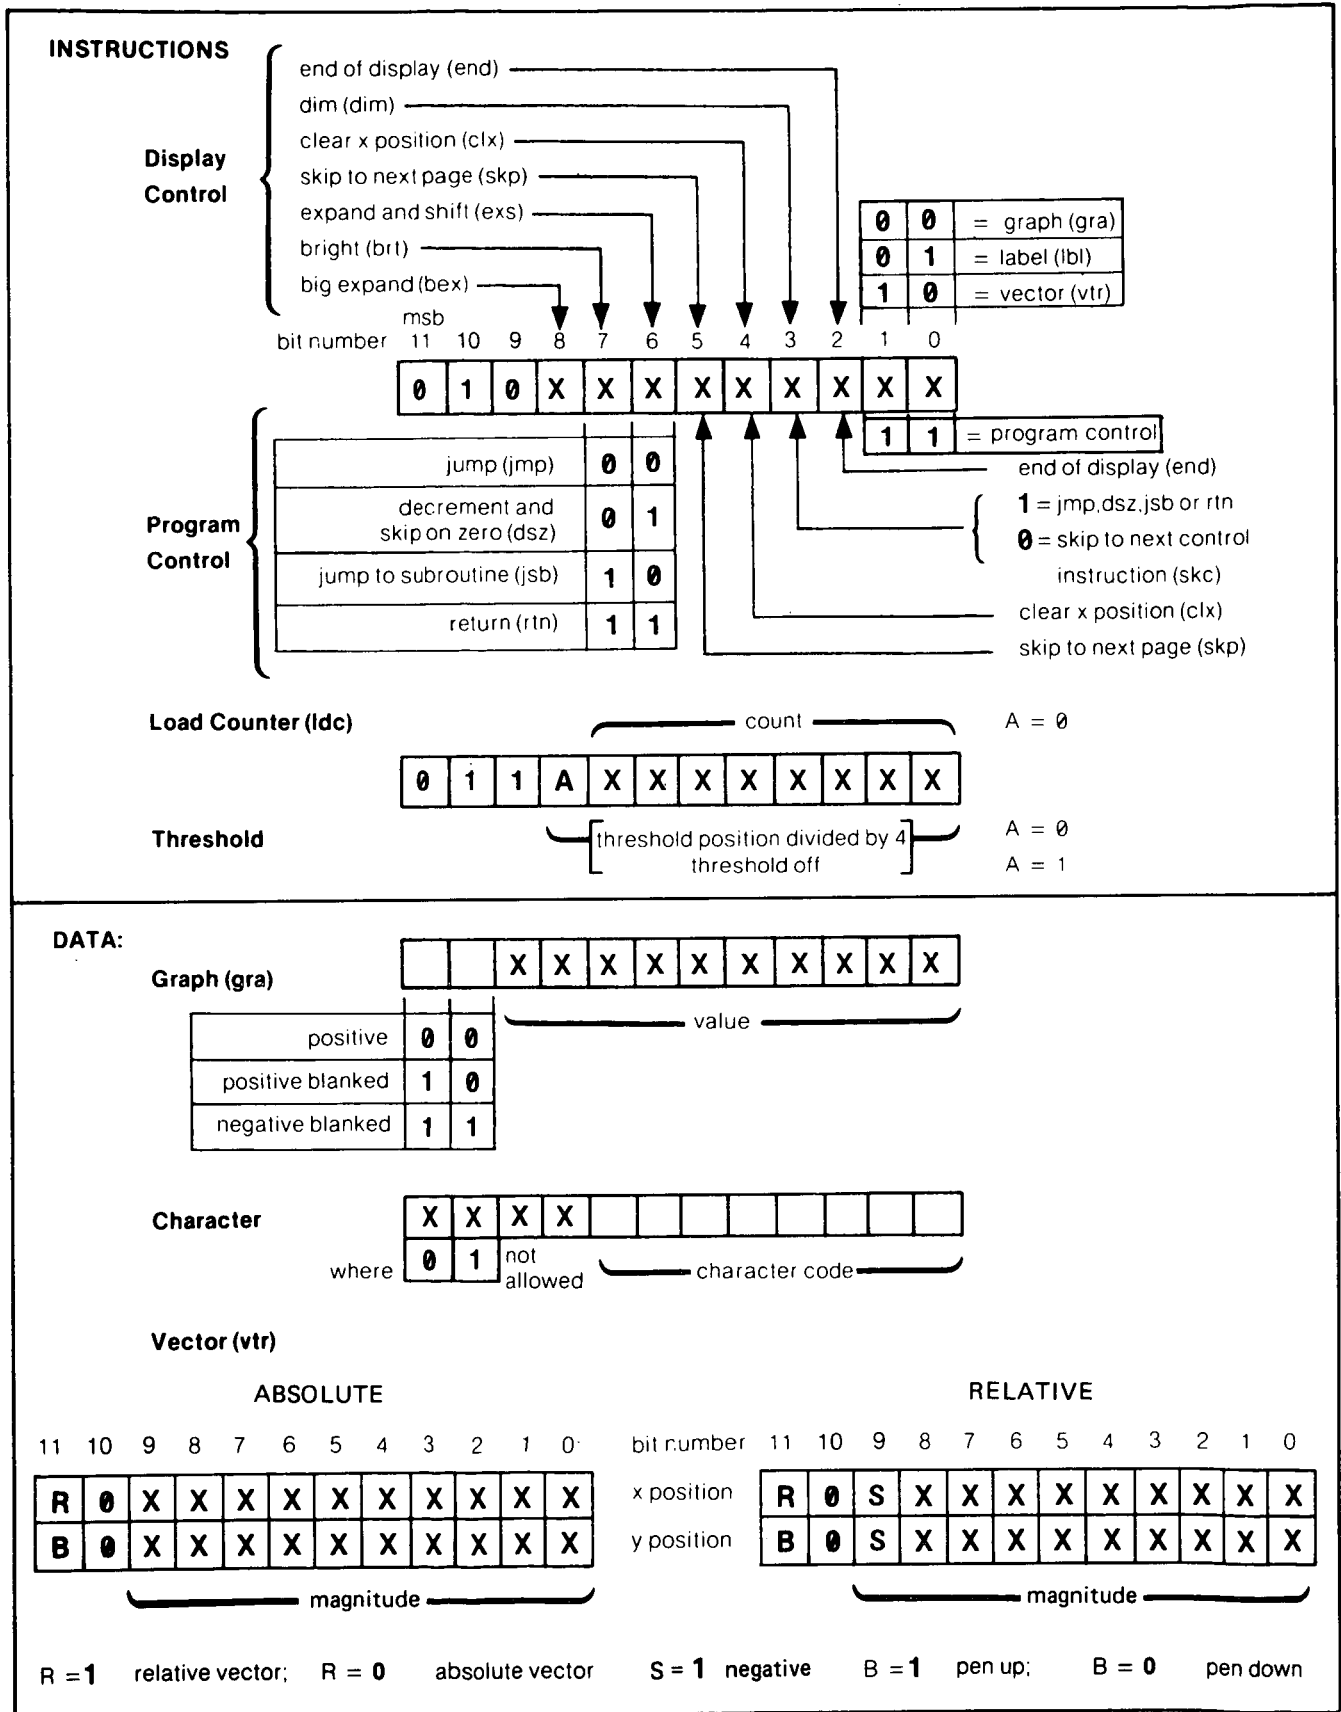 INSTRUCTIONS
end of display (end)
dim (dim)
clear x position (clx)
Display
Control
skip to next page (skp)
expand and shift (exs)
bright (brt)
big expand (bex)
0 0 = graph (gra)
0 1 = label (lbl)
1 0 = vector (vtr)
msb
bit number 11 10 9 8 7 6 5 4 3 2 1 0
0 1 0 X X X X X X X X X
1 1 = program control
Program
Control
jump (jmp) 0 0
decrement and
skip on zero (dsz) 0 1
jump to subroutine (jsb) 1 0
return (rtn) 1 1
end of display (end)
1 = jmp,dsz,jsb or rtn
0 = skip to next control
instruction (skc)
clear x position (clx)
skip to next page (skp)
Load Counter (ldc) count A = 0
0 1 1 A X X X X X X X X
Threshold
threshold position divided by 4 A = 0
threshold off A = 1
DATA:
Graph (gra)
X X X X X X X X X X
value
positive 0 0
positive blanked 1 0
negative blanked 1 1
Character
X X X X
where 0 1 not
allowed
character code
Vector (vtr)
ABSOLUTE RELATIVE
11 10 9 8 7 6 5 4 3 2 1 0 bit number 11 10 9 8 7 6 5 4 3 2 1 0
R 0 X X X X X X X X X X x position R 0 S X X X X X X X X X
B 0 X X X X X X X X X X y position B 0 S X X X X X X X X X
magnitude magnitude
R = 1 relative vector; R = 0 absolute vector S = 1 negative B = 1 pen up; B = 0 pen down